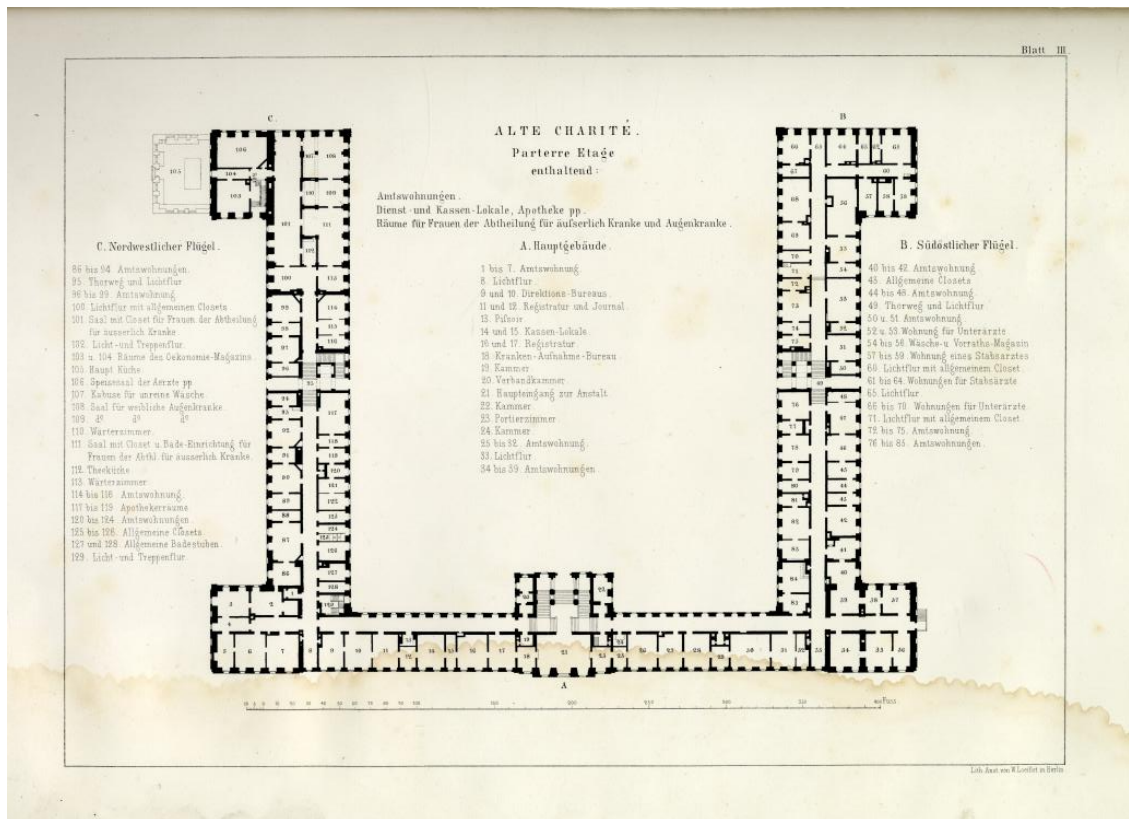 Blatt III.
C.
B
ALTE CHARITÉ.
Parterre Etage
enthaltend:
Amtswohnungen.
Dienst- und Kassen-Lokale, Apotheke pp.
Räume für Frauen der Abtheilung für äufserlich Kranke und Augenkranke.
C. Nordwestlicher Flügel.
86 bis 94. Amtswohnungen.
95. Thorweg und Lichtflur
96 bis 99. Amtswohnung
100. Lichtflur mit allgemeinen Closets
101. Saal mit Closet für Frauen der Abtheilung
für äusserlich Kranke.
102. Licht- und Treppenflur.
103 u. 104 Räume des Oekonomie-Magazins.
105. Haupt Küche.
106. Speisesaal der Aerzte pp.
107. Kabuse für unreine Wäsche.
108. Saal für weibliche Augenkranke.
109. do do do
110. Wärterzimmer.
111. Saal mit Closet u. Bade-Einrichtung für
Frauen der Abthl. für äusserlich Kranke.
112. Theeküche
113. Wärterzimmer.
114 bis 116. Amtswohnung.
117 bis 119. Apothekerräume
120 bis 124. Amtswohnungen.
125 bis 126. Allgemeine Closets
127 und 128. Allgemeine Badestuben.
129. Licht- und Treppenflur
A. Hauptgebäude.
1 bis 7. Amtswohnung
8. Lichtflur.
9 und 10. Direktions-Bureaus.
11 und 12. Registratur und Journal.
13. Pissoir
14 und 15. Kassen-Lokale.
16 und 17. Registratur.
18. Kranken-Aufnahme-Bureau
19. Kammer.
20. Verbandkammer.
21. Haupteingang zur Anstalt.
22. Kammer.
23. Portierzimmer
24. Kammer.
25 bis 32. Amtswohnung.
33. Lichtflur
34 bis 39. Amtswohnungen
B. Südöstlicher Flügel.
40 bis 42. Amtswohnung
43. Allgemeine Closets
44 bis 48. Amtswohnung
49. Thorweg und Lichtflur
50 u. 51. Amtswohnung
52 u. 53. Wohnung für Unterärzte
54 bis 56. Wäsche- u. Vorraths-Magazin
57 bis 59. Wohnung eines Stabsarztes
60. Lichtflur mit allgemeinem Closet.
61 bis 64. Wohnungen für Stabsärzte
65. Lichtflur
66 bis 70. Wohnungen für Unterärzte
71. Lichtflur mit allgemeinem Closet
72 bis 75. Amtswohnung.
76 bis 85. Amtswohnungen.
A
100 150 200 250 300 350 400 Fuss
Lith. Anst. von W. Loeillot in Berlin